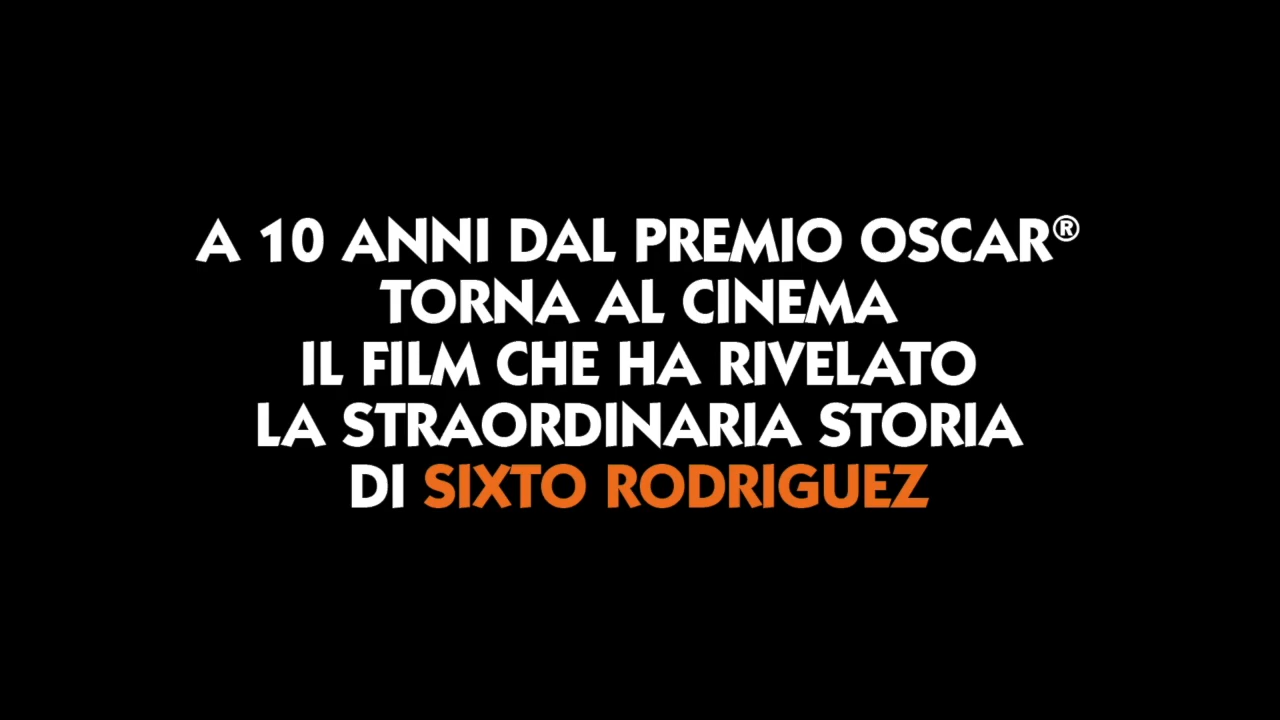 A 10 ANNI DAL PREMIO OSCAR®
TORNA AL CINEMA
IL FILM CHE HA RIVELATO
LA STRAORDINARIA STORIA
DI SIXTO RODRIGUEZ